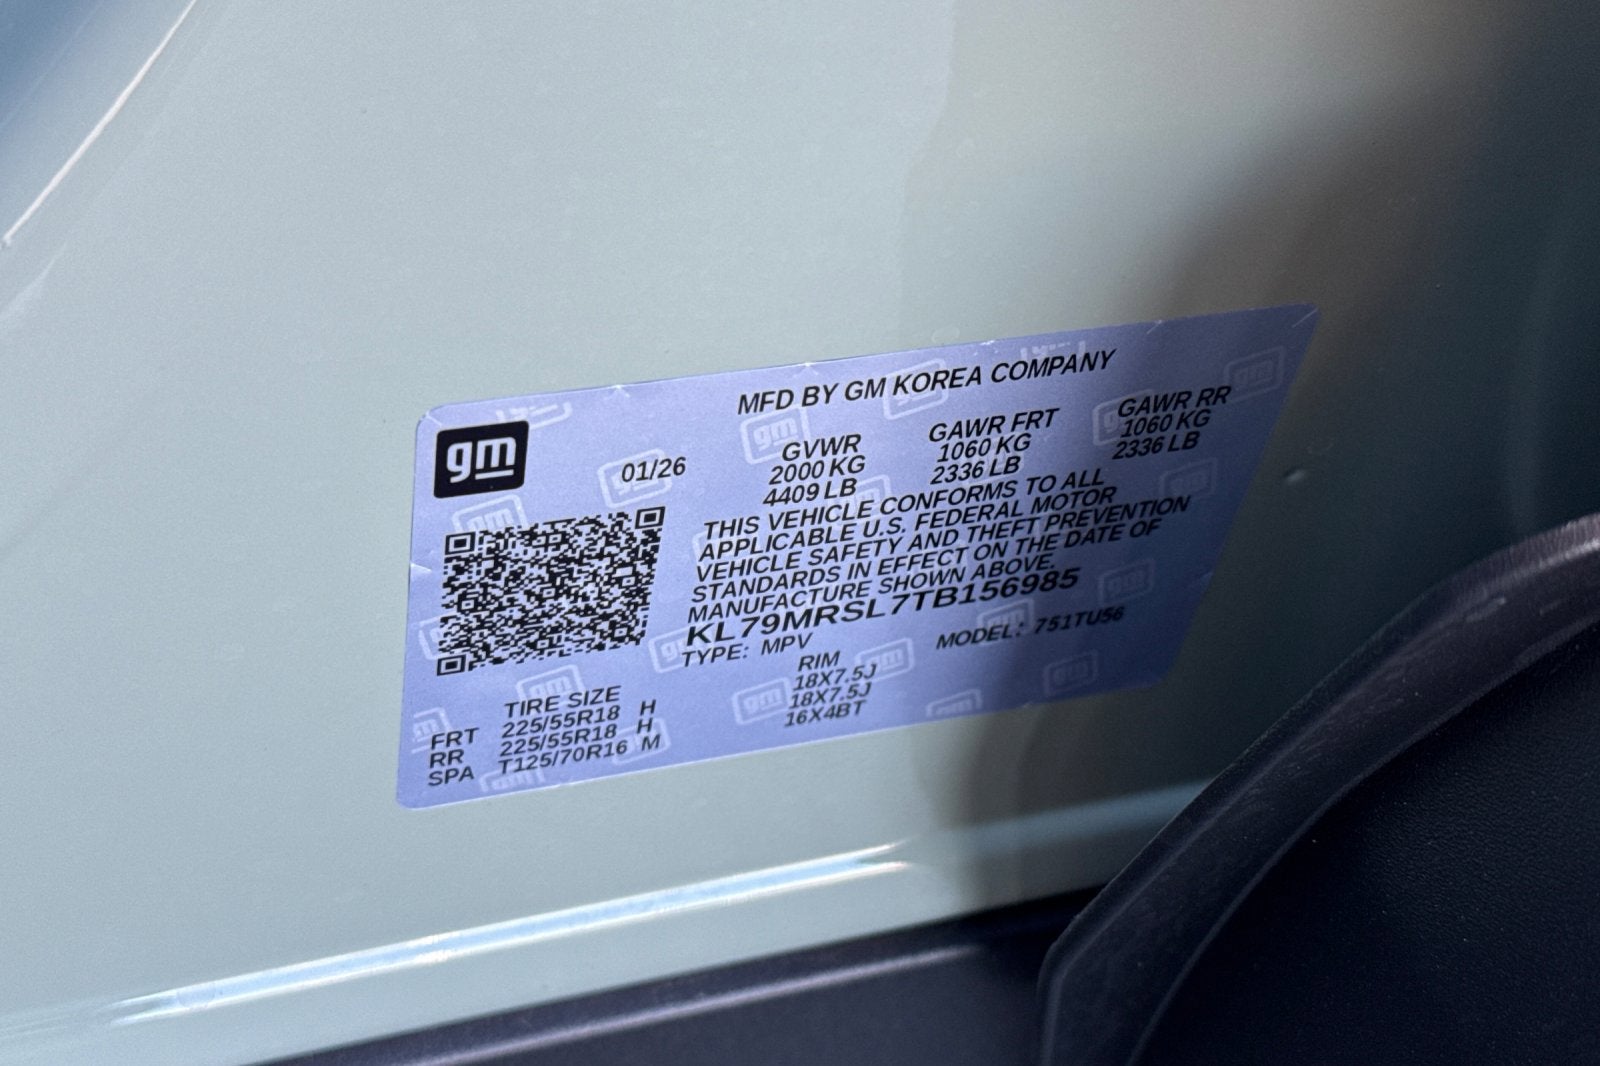 MFD BY GM KOREA COMPANY
gm
01/26
GVWR GAWR FRT GAWR RR
2000 KG 1060 KG 1060 KG
4409 LB 2336 LB 2336 LB
THIS VEHICLE CONFORMS TO ALL
APPLICABLE U.S. FEDERAL MOTOR
VEHICLE SAFETY AND THEFT PREVENTION
STANDARDS IN EFFECT ON THE DATE OF
MANUFACTURE SHOWN ABOVE.
KL79MRSL7TB156985
TYPE: MPV MODEL: 751TU56
TIRE SIZE RIM
FRT 225/55R18 H 18X7.5J
RR 225/55R18 H 18X7.5J
SPA T125/70R16 M 16X4BT